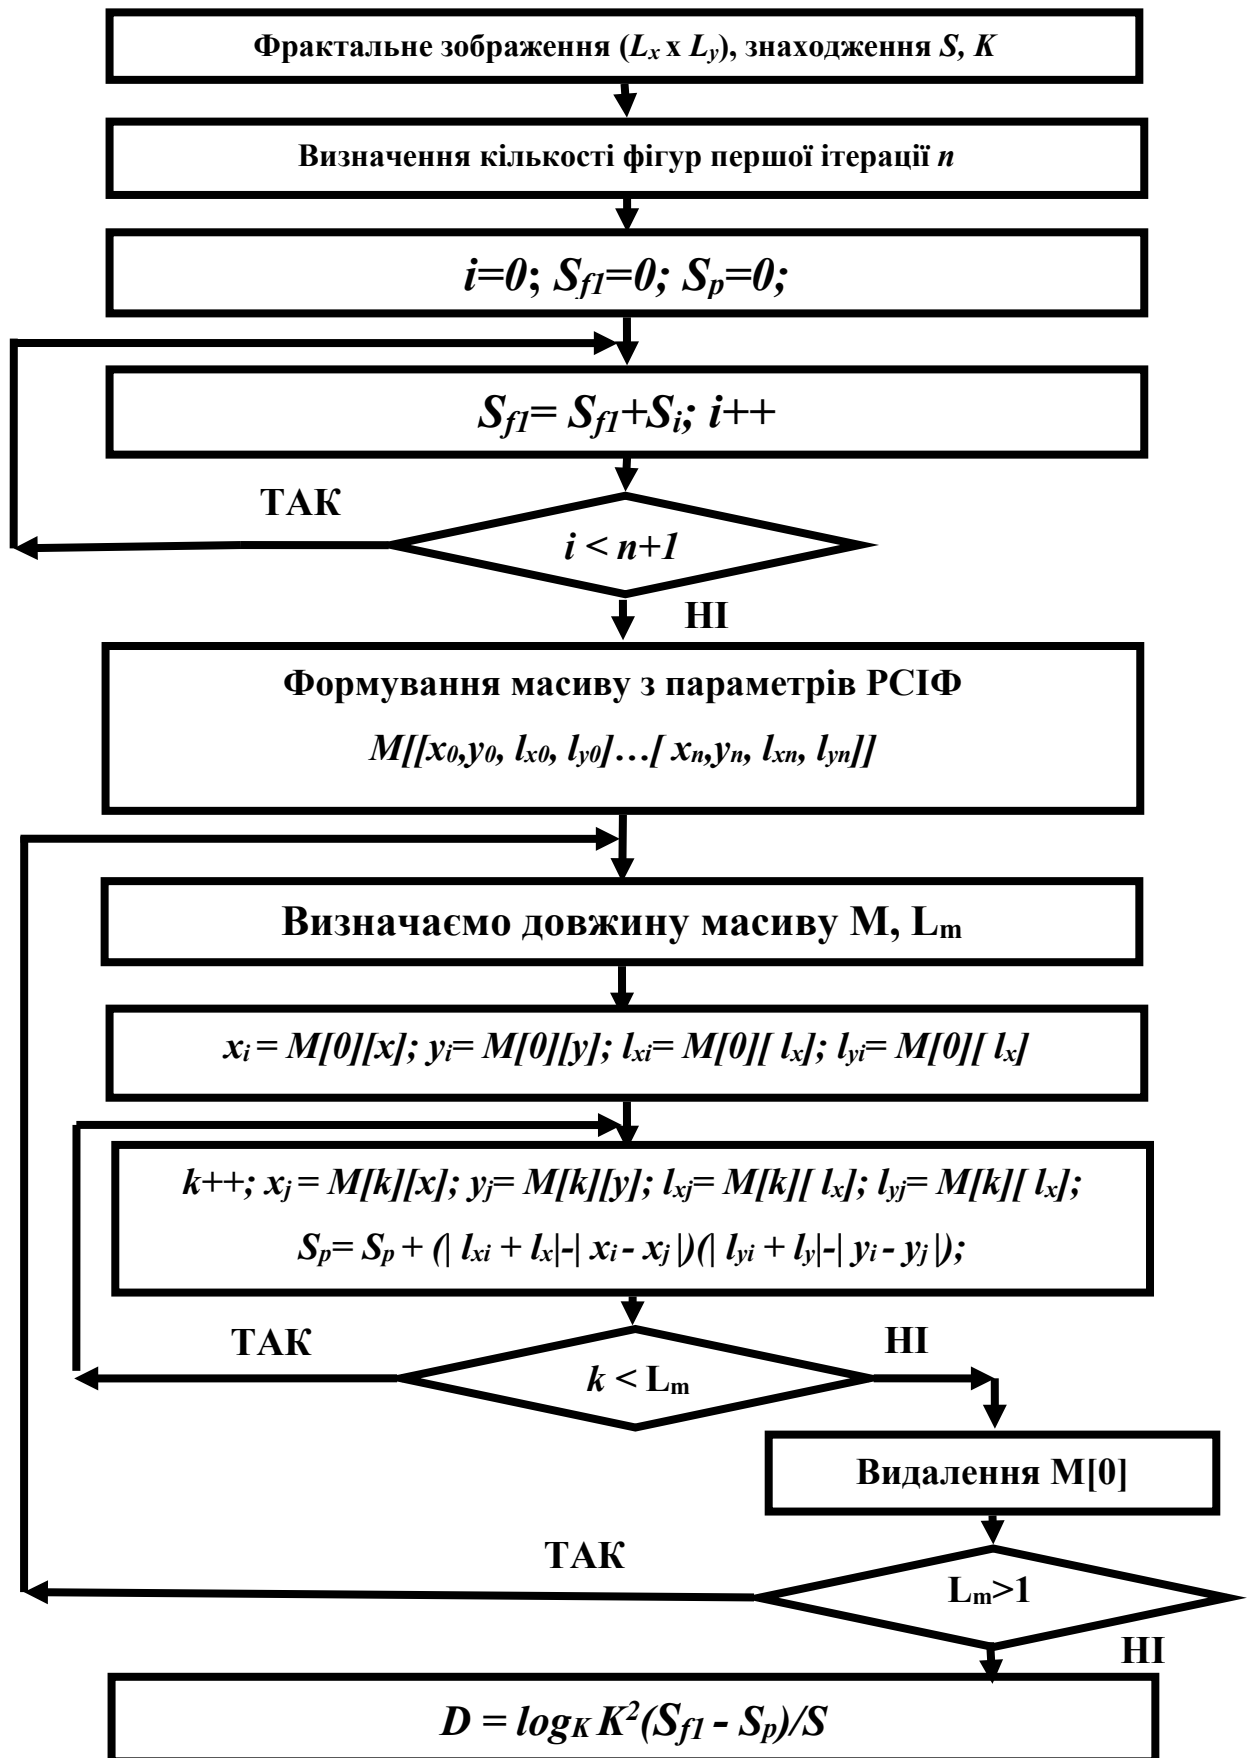 Фрактальне зображення (Lx x Ly), знаходження S, K
Визначення кількості фігур першої ітерації n
i=0; Sf1=0; Sp=0;
Sf1= Sf1+Si; i++
ТАК
i < n+1
НІ
Формування масиву з параметрів РСІФ
M[[x0,y0, lx0, ly0]…[ xn,yn, lxn, lyn]]
Визначаємо довжину масиву M, Lm
xi = M[0][x]; yi= M[0][y]; lxi= M[0][ lx]; lyi= M[0][ lx]
k++; xj = M[k][x]; yj= M[k][y]; lxj= M[k][ lx]; lyj= M[k][ lx];
Sp= Sp + (| lxi + lx|-| xi - xj |)(| lyi + ly|-| yi - yj |);
ТАК
НІ
k < Lm
Видалення M[0]
ТАК
Lm>1
НІ
D = logK K²(Sf1 - Sp)/S